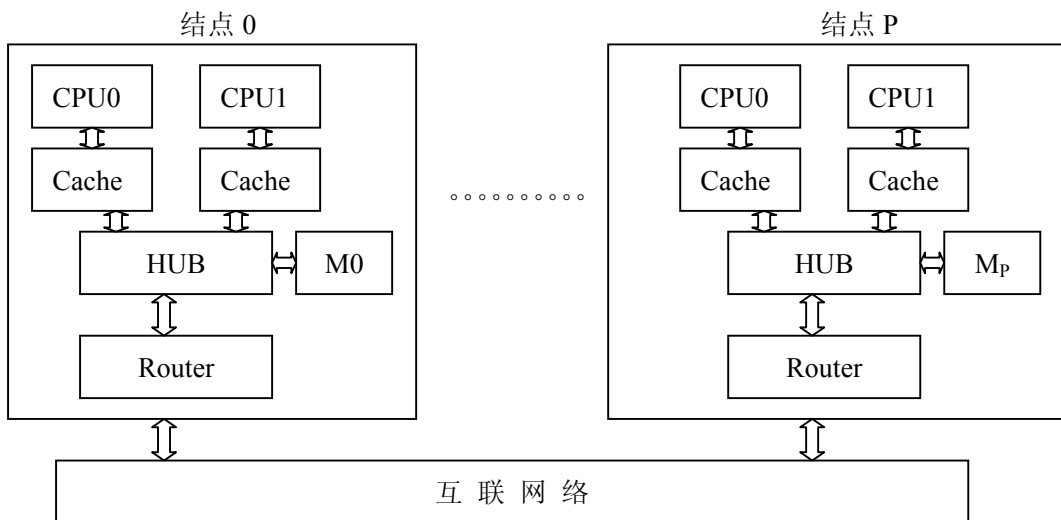 结点 0 结点 P
CPU0 CPU1 CPU0 CPU1
Cache Cache 。。。。。。。。。。 Cache Cache
HUB M0 HUB MP
Router Router
互 联 网 络